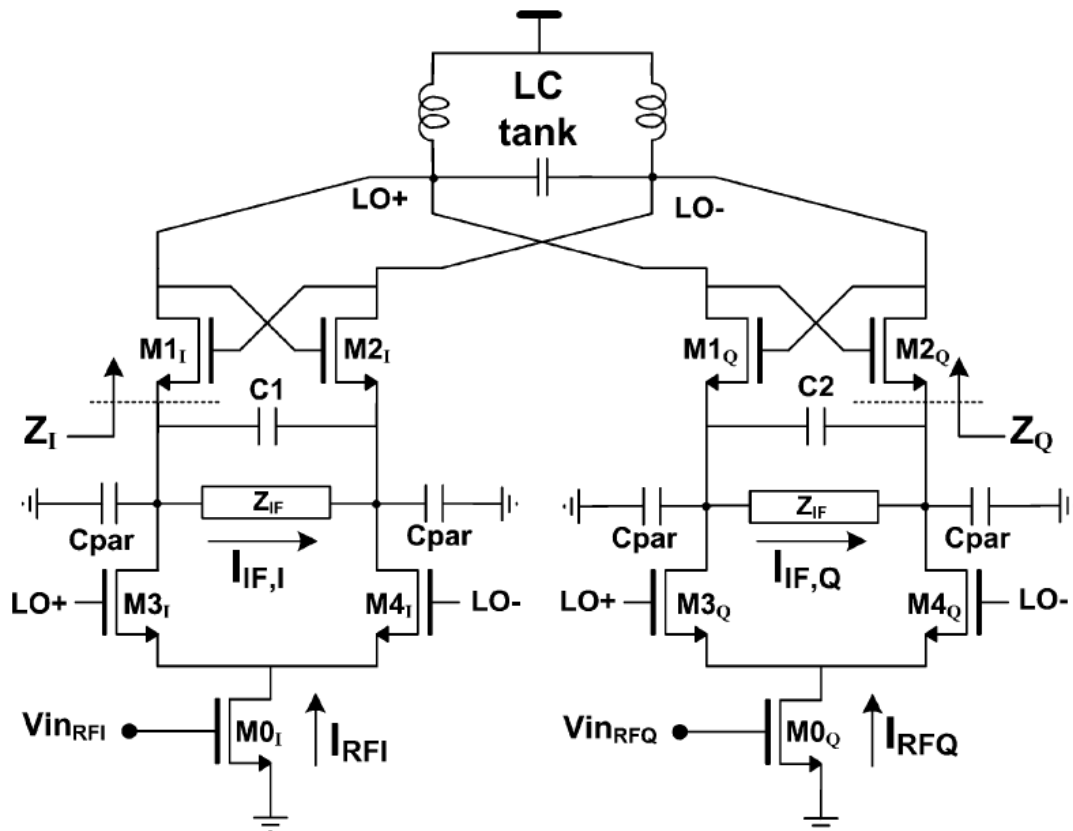 LC
tank
LO+
LO-
M1I
M2I
M1Q
M2Q
C1
C2
ZI
ZQ
ZIF
ZIF
Cpar
Cpar
Cpar
Cpar
IIF,I
IIF,Q
LO+
M3I
M4I
LO-
LO+
M3Q
M4Q
LO-
VinRFI
M0I
IRFI
VinRFQ
M0Q
IRFQ